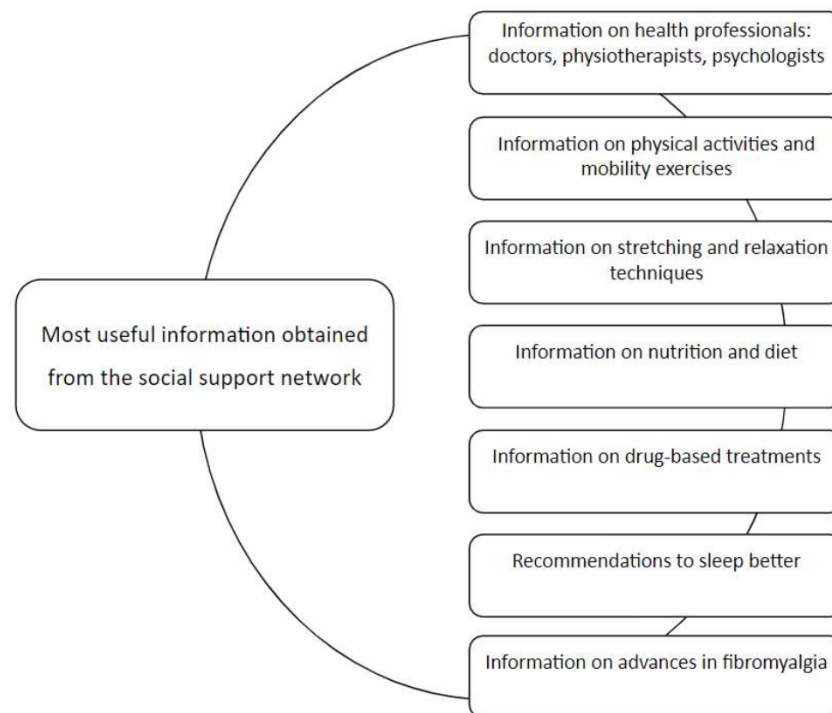 Information on health professionals:
doctors, physiotherapists, psychologists
Information on physical activities and
mobility exercises
Information on stretching and relaxation
techniques
Most useful information obtained
from the social support network
Information on nutrition and diet
Information on drug-based treatments
Recommendations to sleep better
Information on advances in fibromyalgia